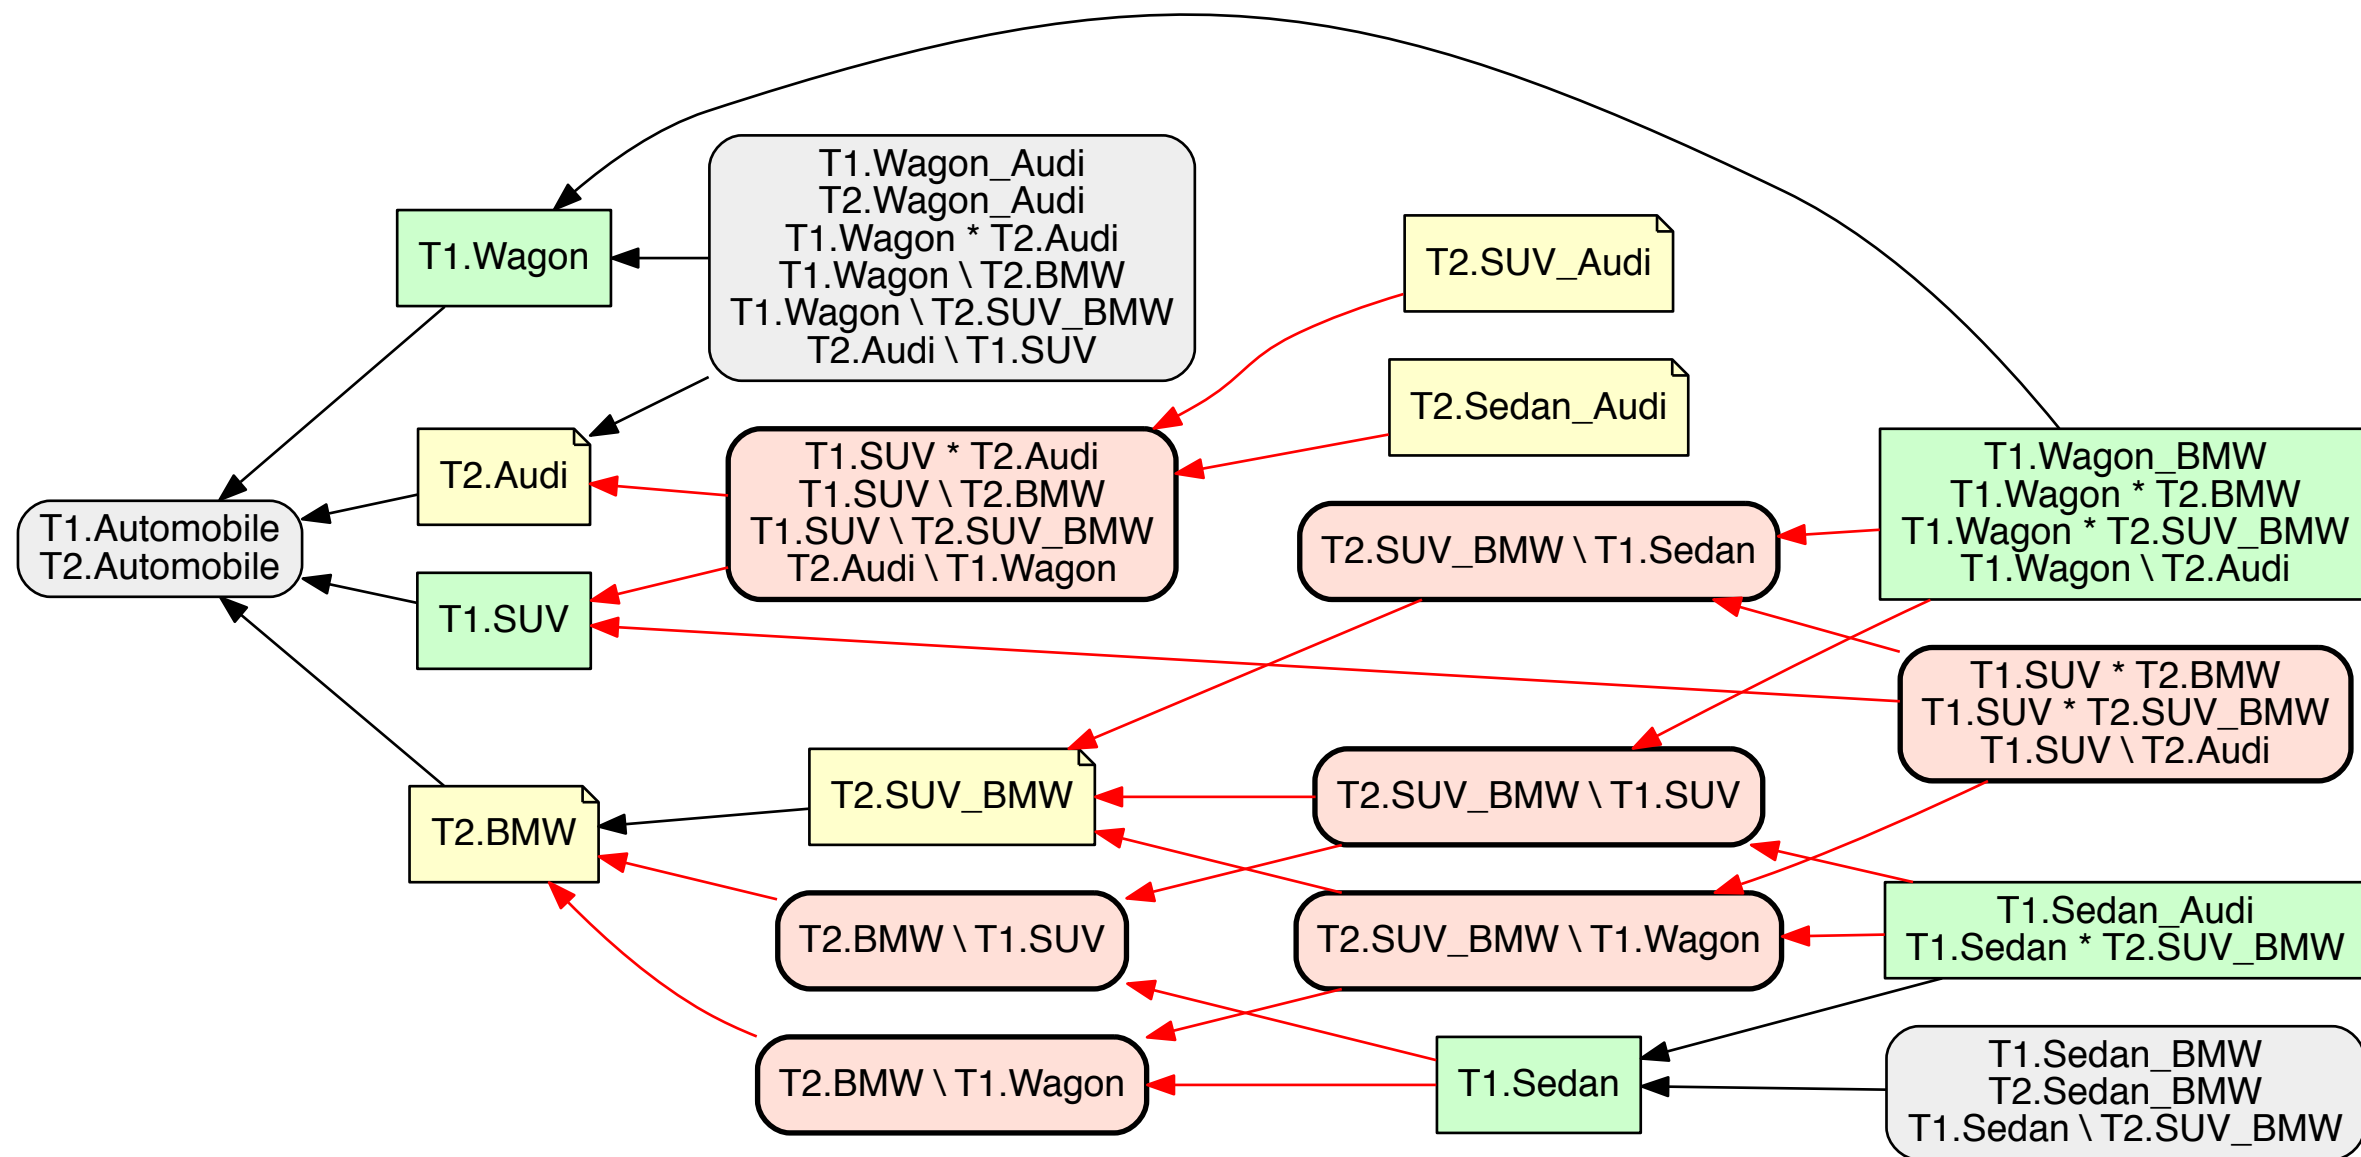 T1.Wagon_Audi
T2.Wagon_Audi
T1.Wagon * T2.Audi
T1.Wagon \ T2.BMW
T1.Wagon \ T2.SUV_BMW
T2.Audi \ T1.SUV
T1.Wagon
T2.SUV_Audi
T2.Sedan_Audi
T2.Audi
T1.SUV * T2.Audi
T1.SUV \ T2.BMW
T1.SUV \ T2.SUV_BMW
T2.Audi \ T1.Wagon
T1.Wagon_BMW
T1.Wagon * T2.BMW
T1.Wagon * T2.SUV_BMW
T1.Wagon \ T2.Audi
T1.Automobile
T2.Automobile
T2.SUV_BMW \ T1.Sedan
T1.SUV
T1.SUV * T2.BMW
T1.SUV * T2.SUV_BMW
T1.SUV \ T2.Audi
T2.BMW
T2.SUV_BMW
T2.SUV_BMW \ T1.SUV
T2.BMW \ T1.SUV
T2.SUV_BMW \ T1.Wagon
T1.Sedan_Audi
T1.Sedan * T2.SUV_BMW
T2.BMW \ T1.Wagon
T1.Sedan
T1.Sedan_BMW
T2.Sedan_BMW
T1.Sedan \ T2.SUV_BMW